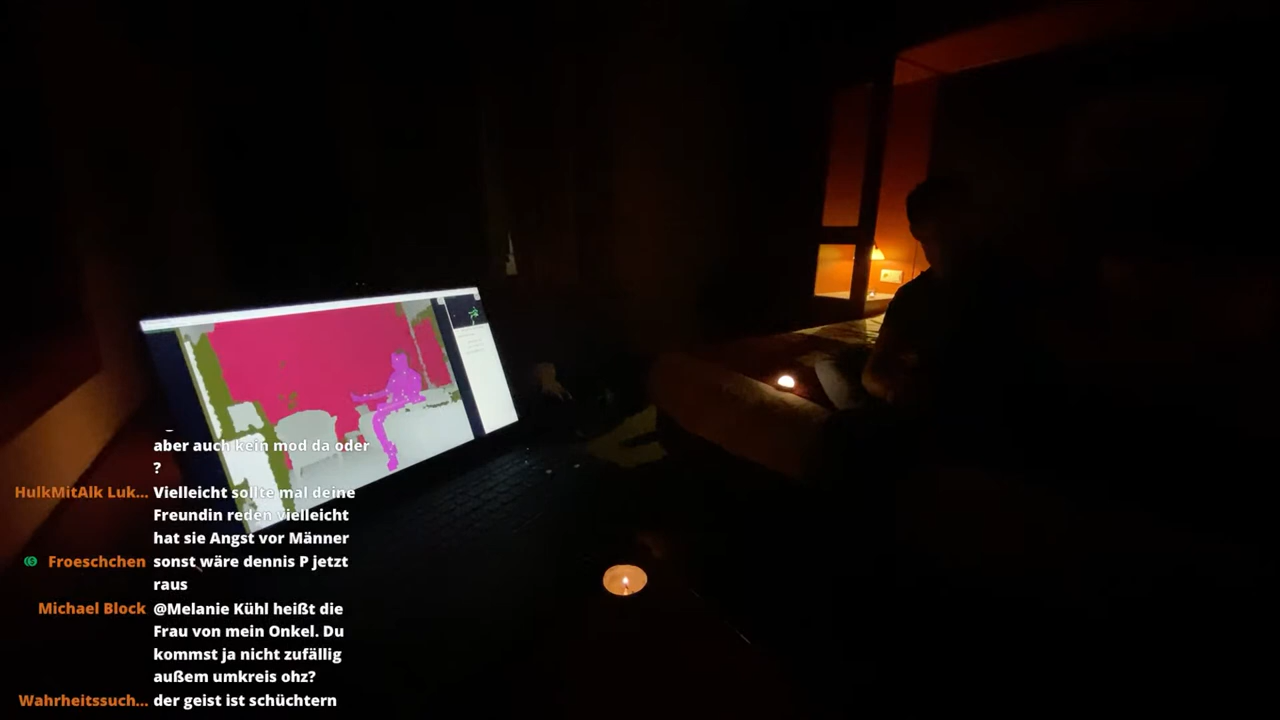 aber auch kein mod da oder
?
HulkMitAlk Luk... Vielleicht sollte mal deine
Freundin reden vielleicht
hat sie Angst vor Männer
Froeschchen sonst wäre dennis P jetzt
raus
Michael Block @Melanie Kühl heißt die
Frau von mein Onkel. Du
kommst ja nicht zufällig
außem umkreis ohz?
Wahrheitssuch... der geist ist schüchtern